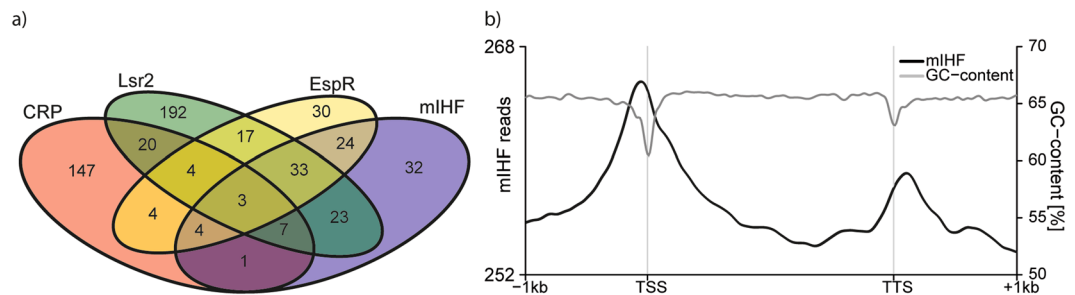 a)
CRP
Lsr2
EspR
mIHF
147
192
30
32
20
17
24
4
33
4
3
23
4
7
1
b)
268
252
mIHF reads
mIHF
GC-content
70
65
60
55
50
GC-content [%]
−1kb
TSS
TTS
+1kb